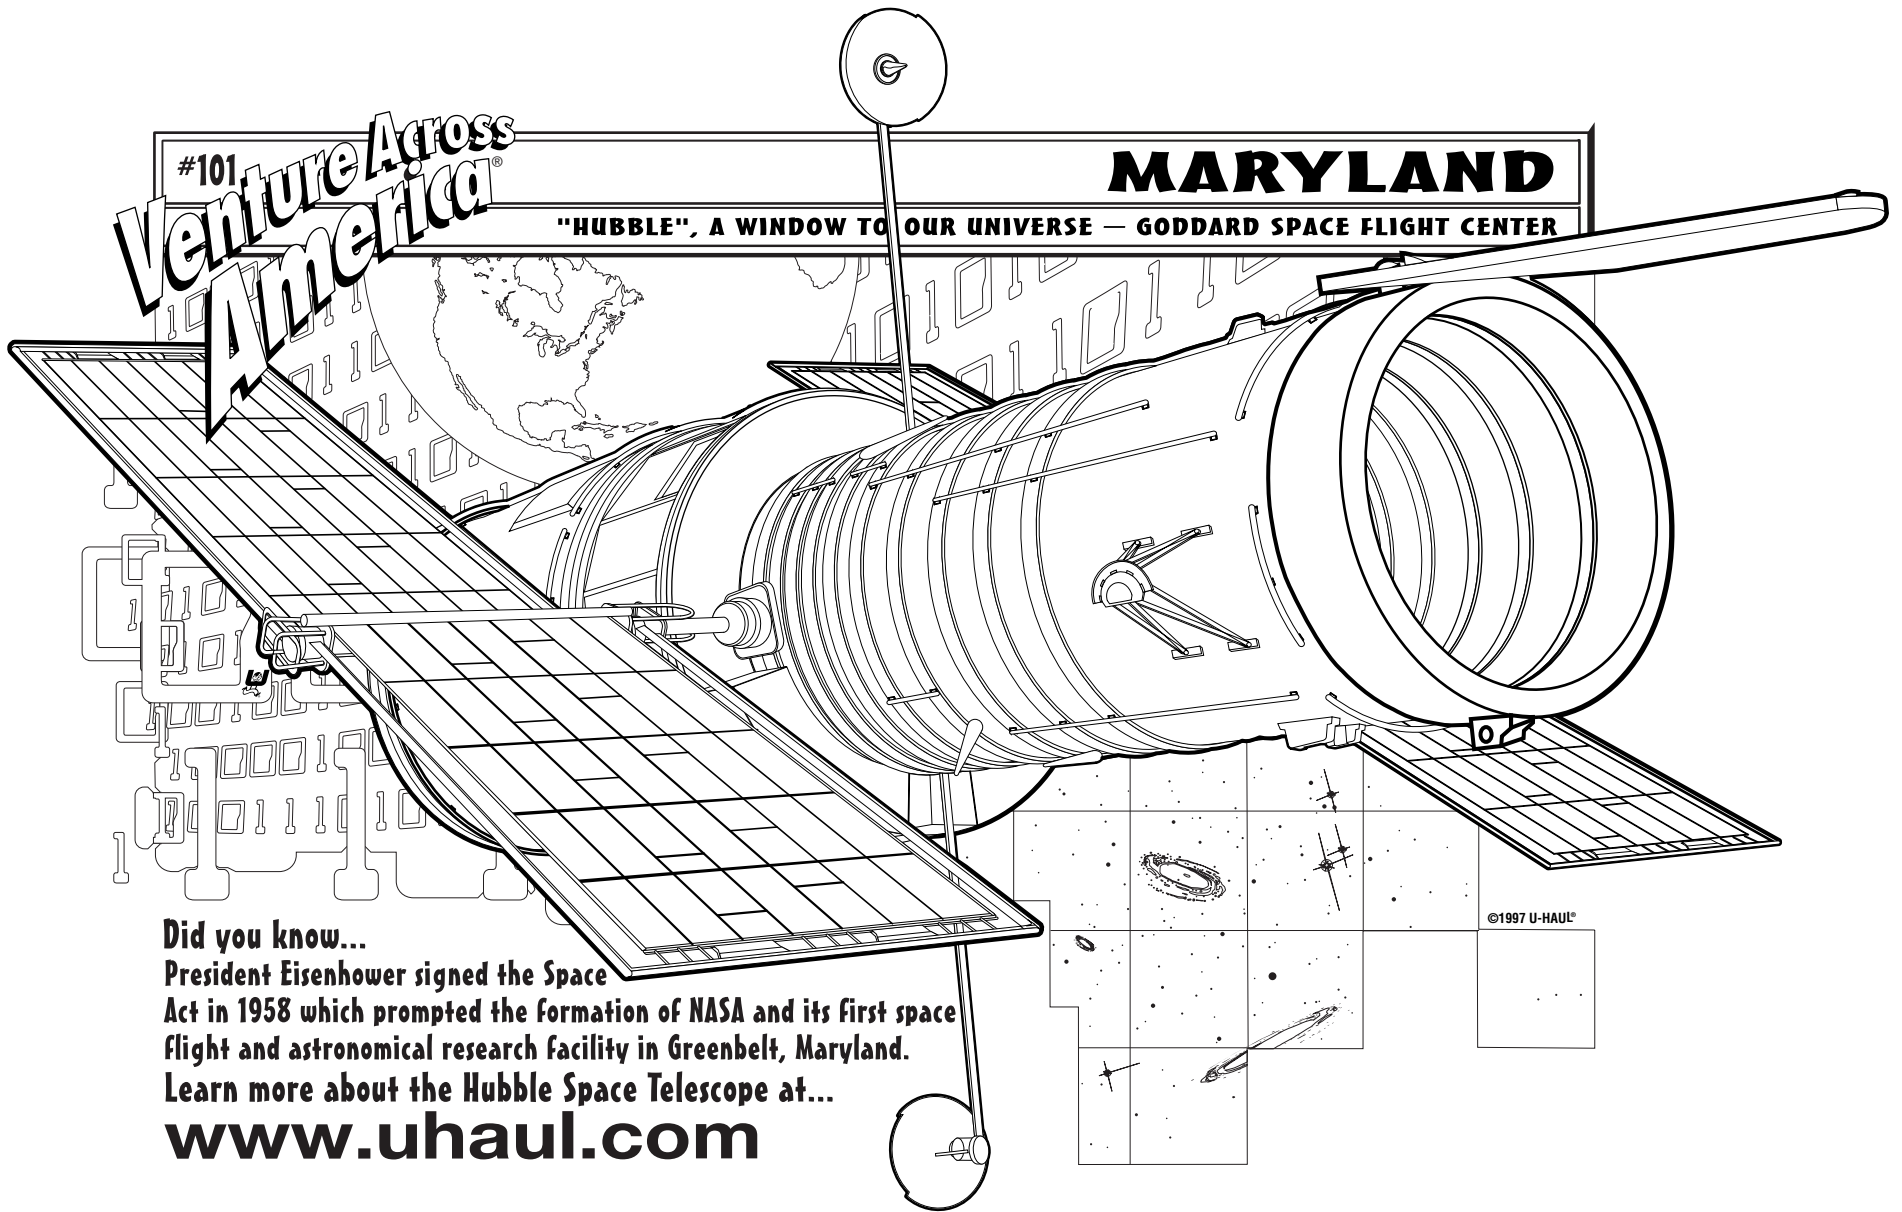 #101
Venture Across
America®
MARYLAND
"HUBBLE", A WINDOW TO OUR UNIVERSE — GODDARD SPACE FLIGHT CENTER
U
©1997 U-HAUL®
Did you know...
President Eisenhower signed the Space
Act in 1958 which prompted the formation of NASA and its first space
flight and astronomical research facility in Greenbelt, Maryland.
Learn more about the Hubble Space Telescope at...
www.uhaul.com